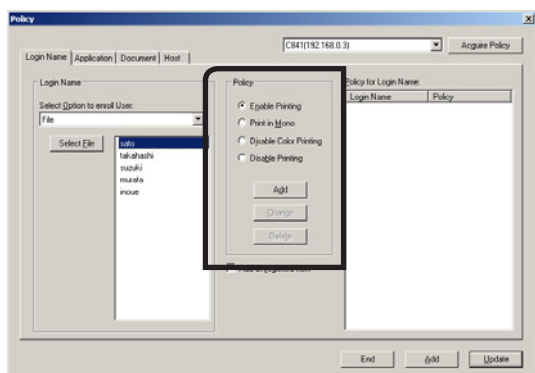 Policy
C841(192.168.0.3)
Acquire Policy
Login Name
Application
Document
Host
Login Name
Select Option to enroll User:
File
Select File
sato
takahashi
suzuki
murata
inoue
Policy
Enable Printing
Print in Mono
Disable Color Printing
Disable Printing
Add
Change
Delete
Policy for Login Name:
Login Name
Policy
End
Add
Update